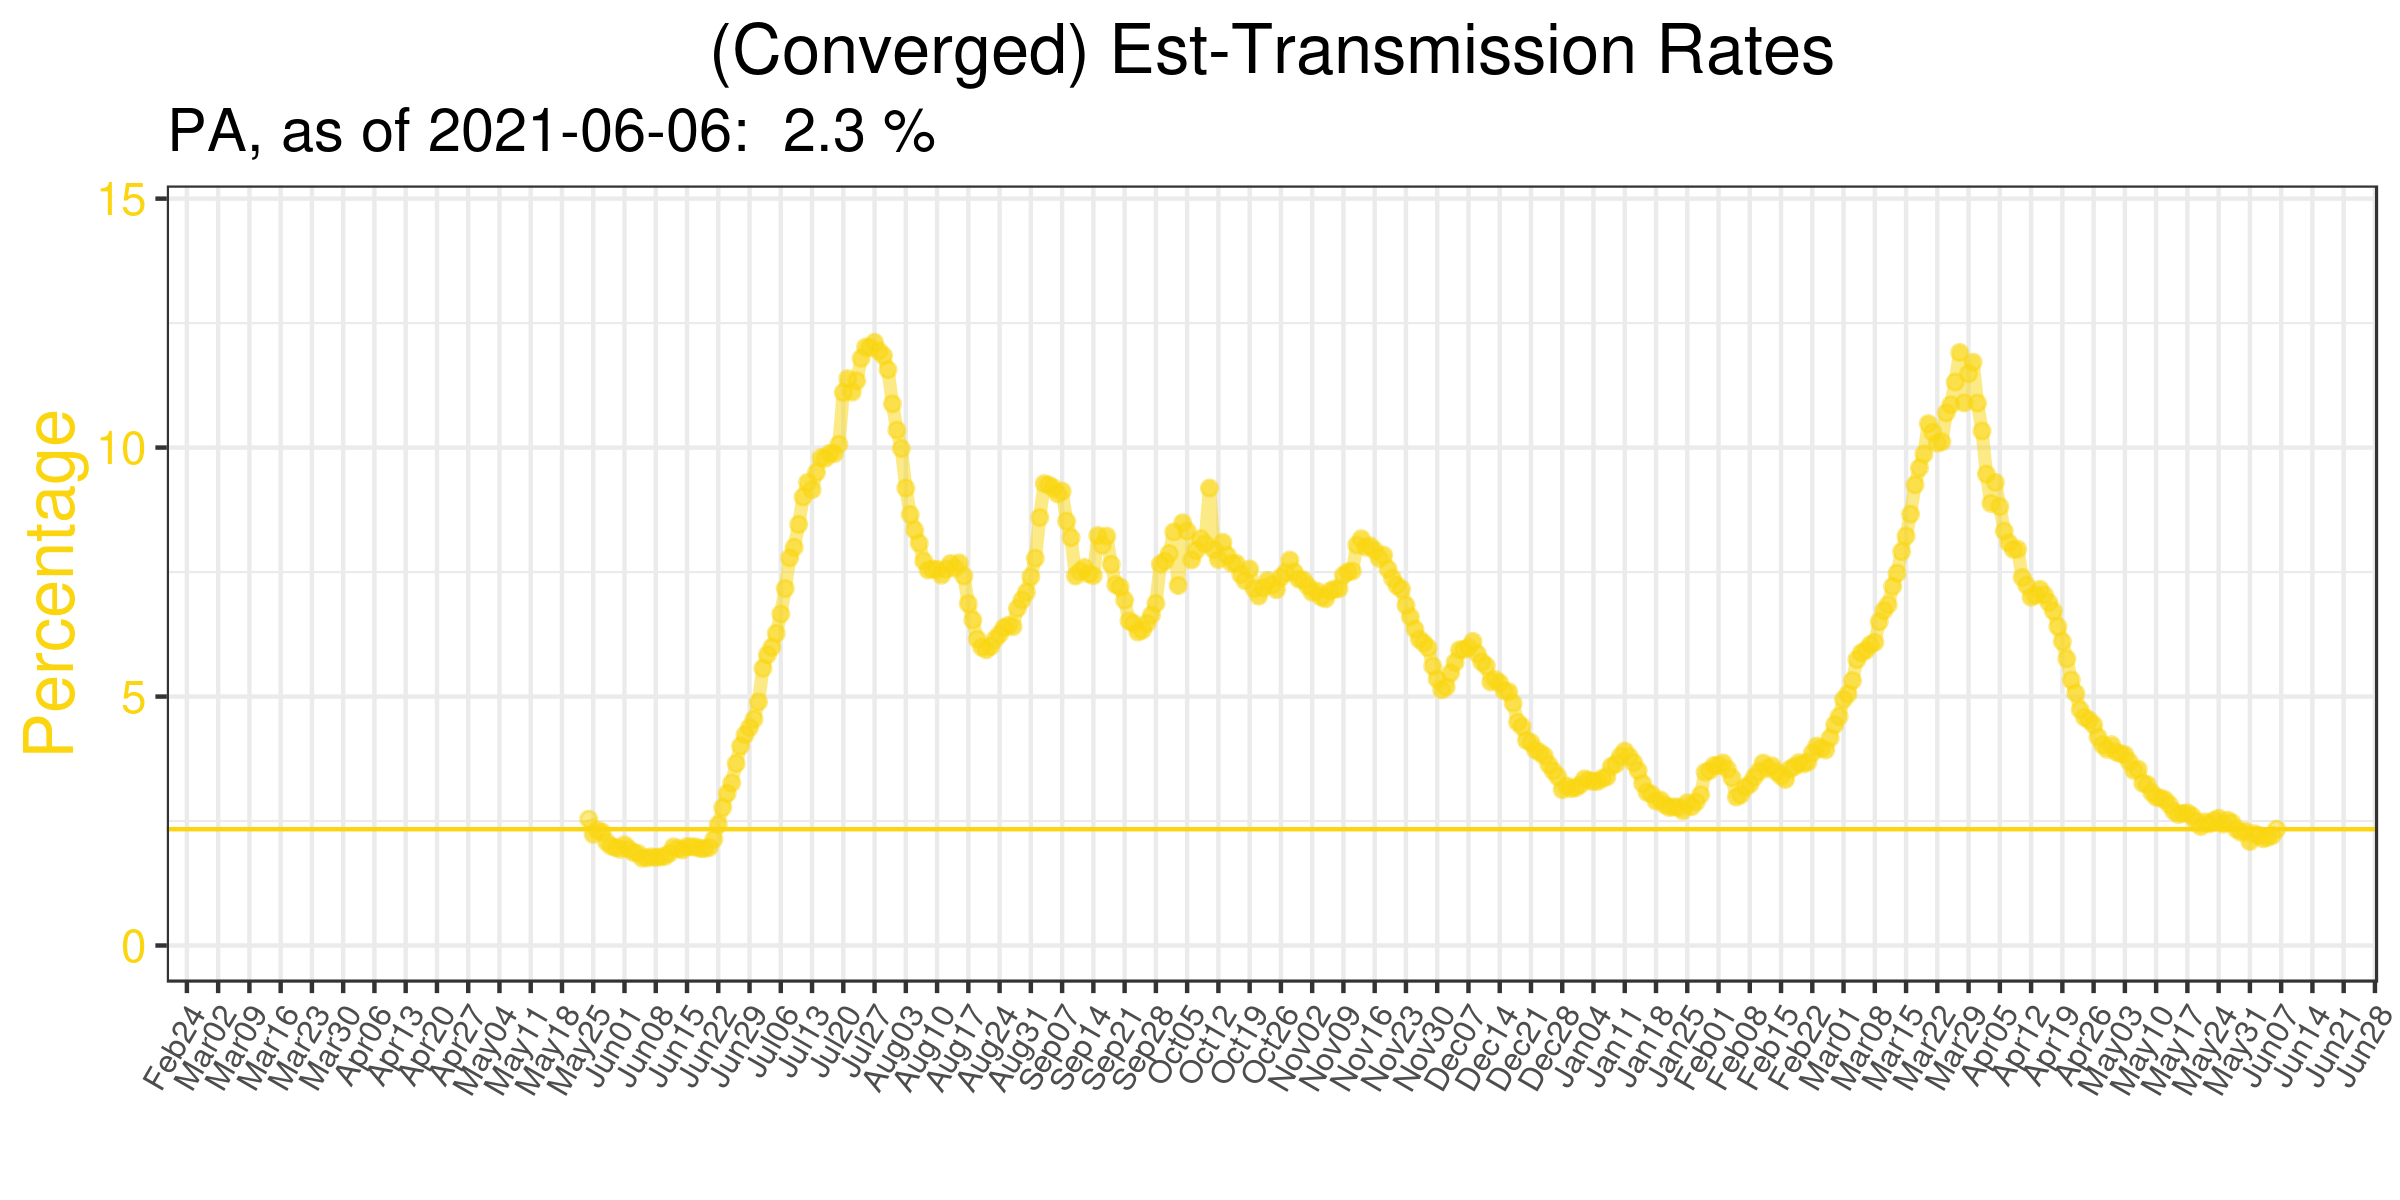 (Converged) Est-Transmission Rates
PA, as of 2021-06-06:  2.3 %
Percentage
15
10
5
0
Feb24
Mar02
Mar09
Mar16
Mar23
Mar30
Apr06
Apr13
Apr20
Apr27
May04
May11
May18
May25
Jun01
Jun08
Jun15
Jun22
Jun29
Jul06
Jul13
Jul20
Jul27
Aug03
Aug10
Aug17
Aug24
Aug31
Sep07
Sep14
Sep21
Sep28
Oct05
Oct12
Oct19
Oct26
Nov02
Nov09
Nov16
Nov23
Nov30
Dec07
Dec14
Dec21
Dec28
Jan04
Jan11
Jan18
Jan25
Feb01
Feb08
Feb15
Feb22
Mar01
Mar08
Mar15
Mar22
Mar29
Apr05
Apr12
Apr19
Apr26
May03
May10
May17
May24
May31
Jun07
Jun14
Jun21
Jun28